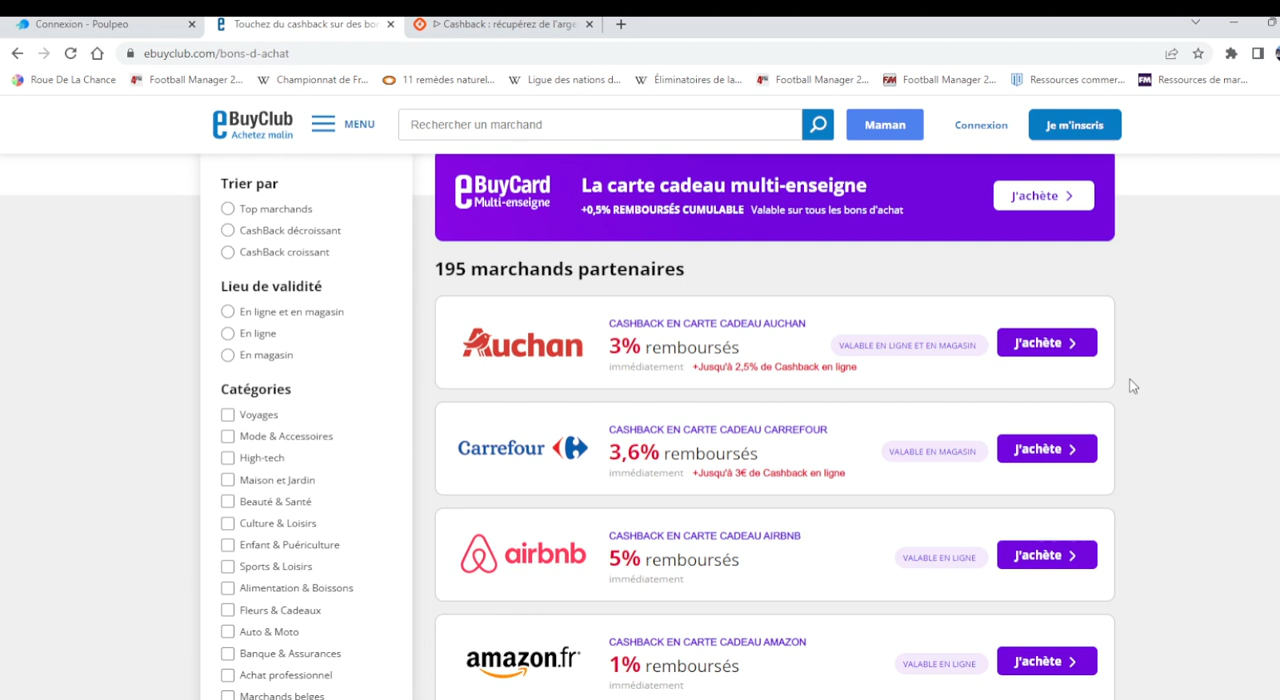 Connexion - Poulpeo
Touchez du cashback sur des bon
ᐅ Cashback : récupérez de l'arge
ebuyclub.com/bons-d-achat
Roue De La Chance
Football Manager 2...
Championnat de Fr...
11 remèdes naturel...
Ligue des nations d...
Éliminatoires de la...
Football Manager 2...
Football Manager 2...
Ressources commer...
Ressources de mar...
eBuyClub
Achetez malin
MENU
Rechercher un marchand
Maman
Connexion
Je m'inscris
Trier par
Top marchands
CashBack décroissant
CashBack croissant
Lieu de validité
En ligne et en magasin
En ligne
En magasin
Catégories
Voyages
Mode & Accessoires
High-tech
Maison et Jardin
Beauté & Santé
Culture & Loisirs
Enfant & Puériculture
Sports & Loisirs
Alimentation & Boissons
Fleurs & Cadeaux
Auto & Moto
Banque & Assurances
Achat professionnel
Marchands belges
eBuyCard
Multi-enseigne
La carte cadeau multi-enseigne
+0,5% REMBOURSÉS CUMULABLE Valable sur tous les bons d'achat
J'achète
195 marchands partenaires
Auchan
CASHBACK EN CARTE CADEAU AUCHAN
3% remboursés
immédiatement +Jusqu'à 2,5% de Cashback en ligne
VALABLE EN LIGNE ET EN MAGASIN
J'achète
Carrefour
CASHBACK EN CARTE CADEAU CARREFOUR
3,6% remboursés
immédiatement +Jusqu'à 3€ de Cashback en ligne
VALABLE EN MAGASIN
J'achète
airbnb
CASHBACK EN CARTE CADEAU AIRBNB
5% remboursés
immédiatement
VALABLE EN LIGNE
J'achète
amazon.fr
CASHBACK EN CARTE CADEAU AMAZON
1% remboursés
immédiatement
VALABLE EN LIGNE
J'achète